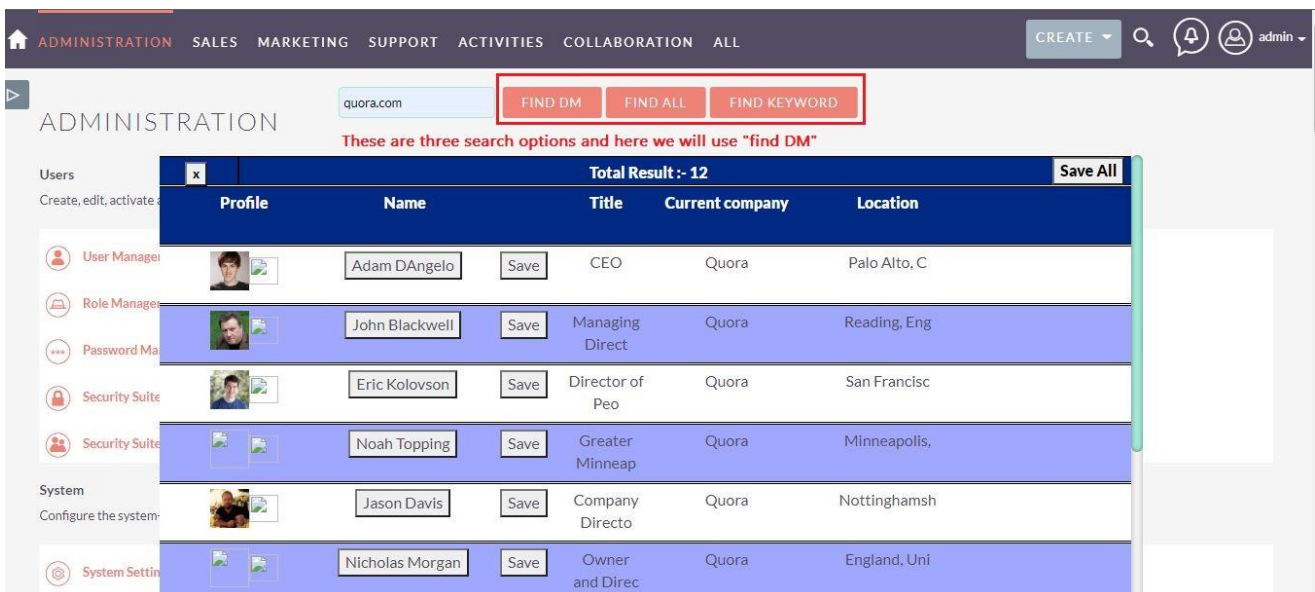 ADMINISTRATION SALES MARKETING SUPPORT ACTIVITIES COLLABORATION ALL CREATE admin
quora.com FIND DM FIND ALL FIND KEYWORD
ADMINISTRATION
These are three search options and here we will use "find DM"
x Total Result :- 12 Save All
Profile Name Title Current company Location
Users
Create, edit, activate a
User Manager
Role Manager
Password Ma
Security Suite
Security Suite
System
Configure the system-
System Settin
Adam DAngelo Save CEO Quora Palo Alto, C
John Blackwell Save Managing Quora Reading, Eng
Direct
Eric Kolovson Save Director of Quora San Francisc
Peo
Noah Topping Save Greater Quora Minneapolis,
Minneap
Jason Davis Save Company Quora Nottinghamsh
Directo
Nicholas Morgan Save Owner Quora England, Uni
and Direc